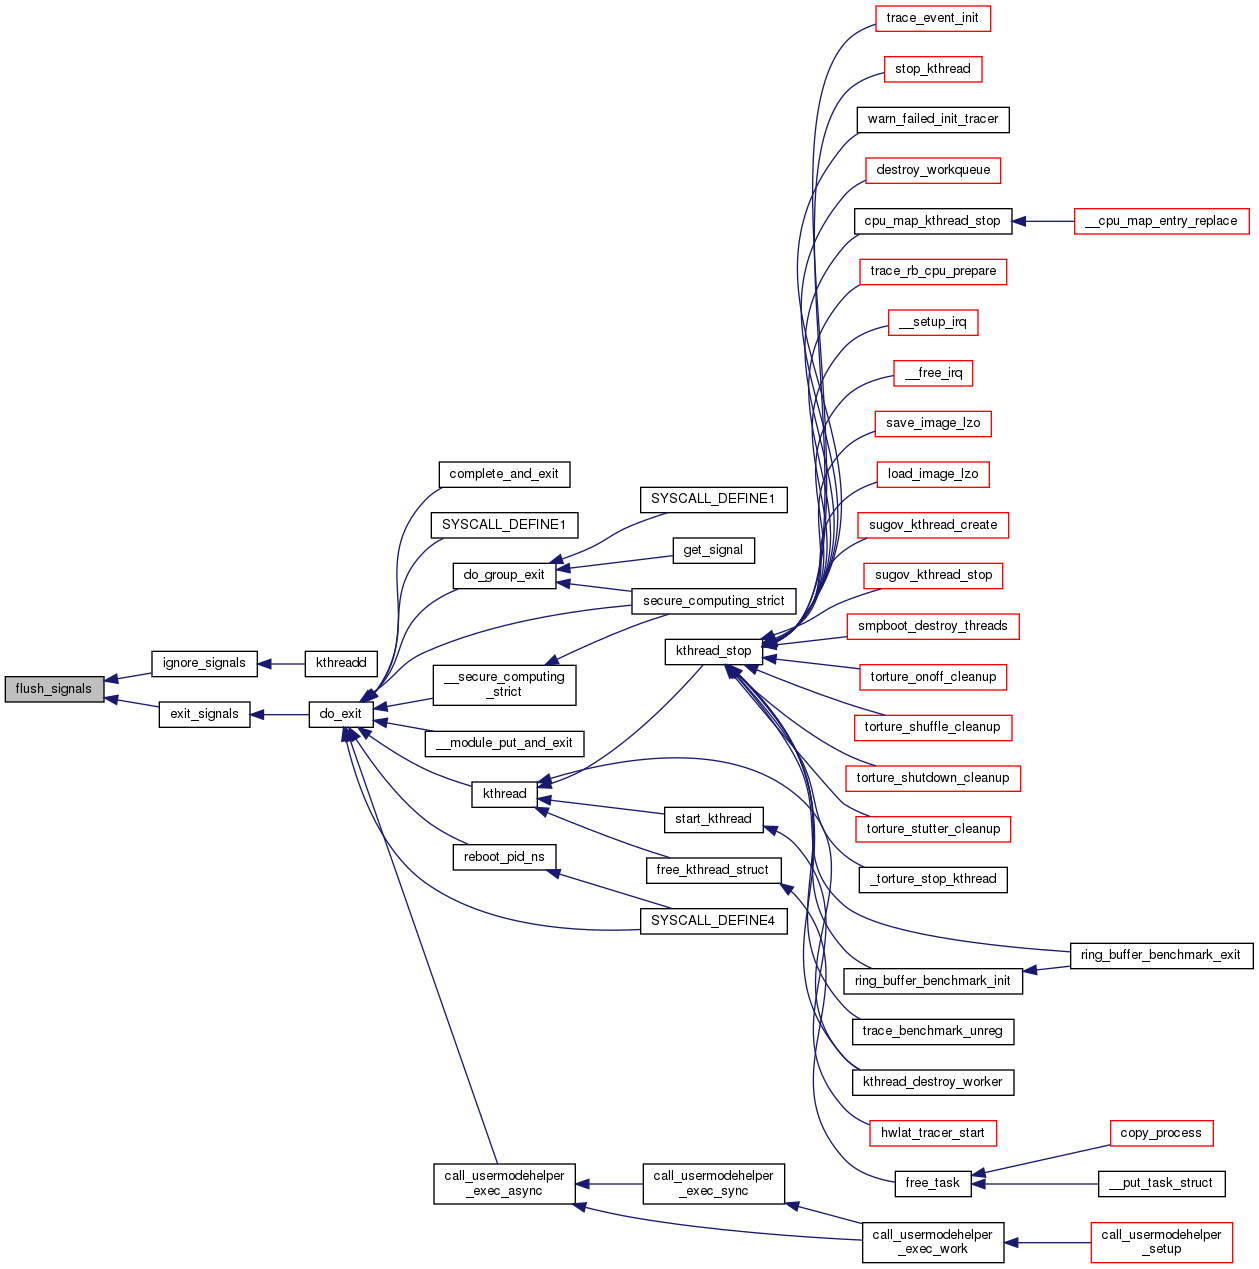 trace_event_init
stop_kthread
warn_failed_init_tracer
destroy_workqueue
cpu_map_kthread_stop
__cpu_map_entry_replace
trace_rb_cpu_prepare
__setup_irq
__free_irq
save_image_lzo
load_image_lzo
complete_and_exit
SYSCALL_DEFINE1
SYSCALL_DEFINE1
sugov_kthread_create
get_signal
do_group_exit
sugov_kthread_stop
secure_computing_strict
smpboot_destroy_threads
kthread_stop
ignore_signals
kthreadd
torture_onoff_cleanup
flush_signals
__secure_computing
_strict
exit_signals
do_exit
torture_shuffle_cleanup
__module_put_and_exit
torture_shutdown_cleanup
kthread
start_kthread
torture_stutter_cleanup
reboot_pid_ns
free_kthread_struct
_torture_stop_kthread
SYSCALL_DEFINE4
ring_buffer_benchmark_exit
ring_buffer_benchmark_init
trace_benchmark_unreg
kthread_destroy_worker
hwlat_tracer_start
copy_process
call_usermodehelper
_exec_async
call_usermodehelper
_exec_sync
free_task
__put_task_struct
call_usermodehelper
_exec_work
call_usermodehelper
_setup